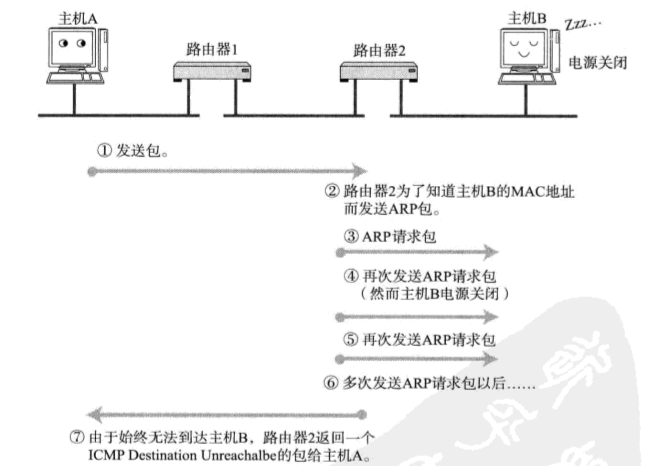 主机A
路由器1
路由器2
主机B
Zzz...
电源关闭
① 发送包。
② 路由器2为了知道主机B的MAC地址
而发送ARP包。
③ ARP请求包
④ 再次发送ARP请求包
（然而主机B电源关闭）
⑤ 再次发送ARP请求包
⑥ 多次发送ARP请求包以后……
⑦ 由于始终无法到达主机B，路由器2返回一个
ICMP Destination Unreachalbe的包给主机A。